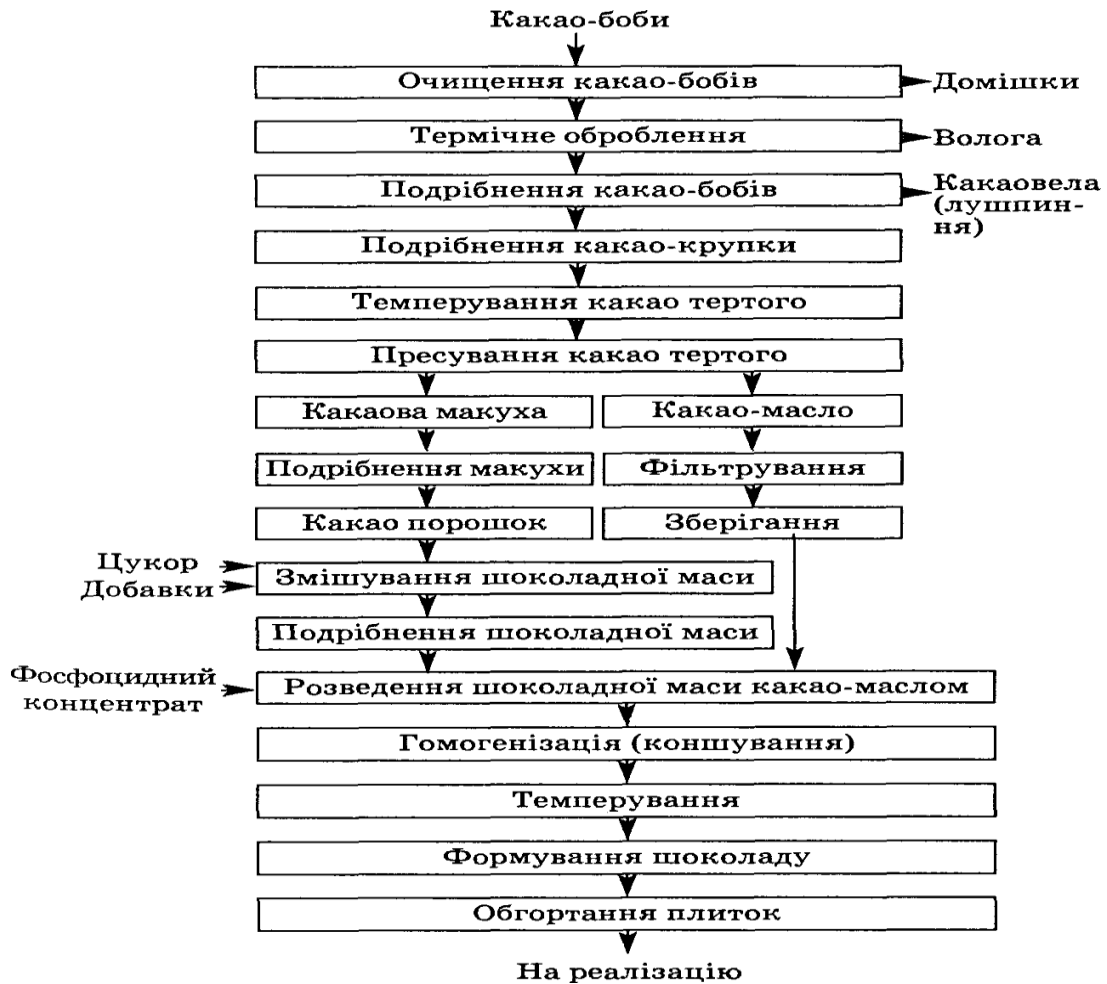 Какао-боби
Очищення какао-бобів
Домішки
Термічне оброблення
Волога
Подрібнення какао-бобів
Какаовела
(лушпин-
ня)
Подрібнення какао-крупки
Темперування какао тертого
Пресування какао тертого
Какаова макуха
Какао-масло
Подрібнення макухи
Фільтрування
Какао порошок
Зберігання
Цукор
Добавки
Змішування шоколадної маси
Подрібнення шоколадної маси
Фосфоцидний
концентрат
Розведення шоколадної маси какао-маслом
Гомогенізація (коншування)
Темперування
Формування шоколаду
Обгортання плиток
На реалізацію